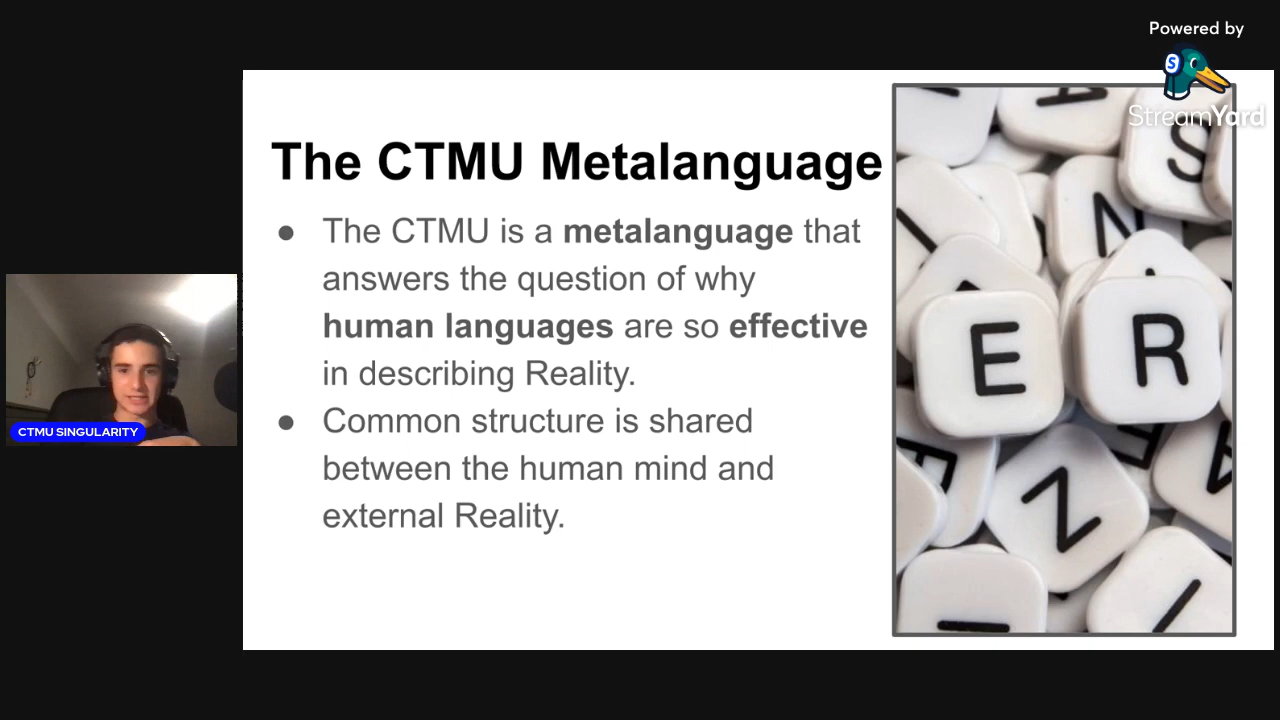 Powered by
StreamYard
The CTMU Metalanguage
● The CTMU is a metalanguage that
answers the question of why
human languages are so effective
in describing Reality.
● Common structure is shared
between the human mind and
external Reality.
CTMU SINGULARITY
S
N
E
R
N